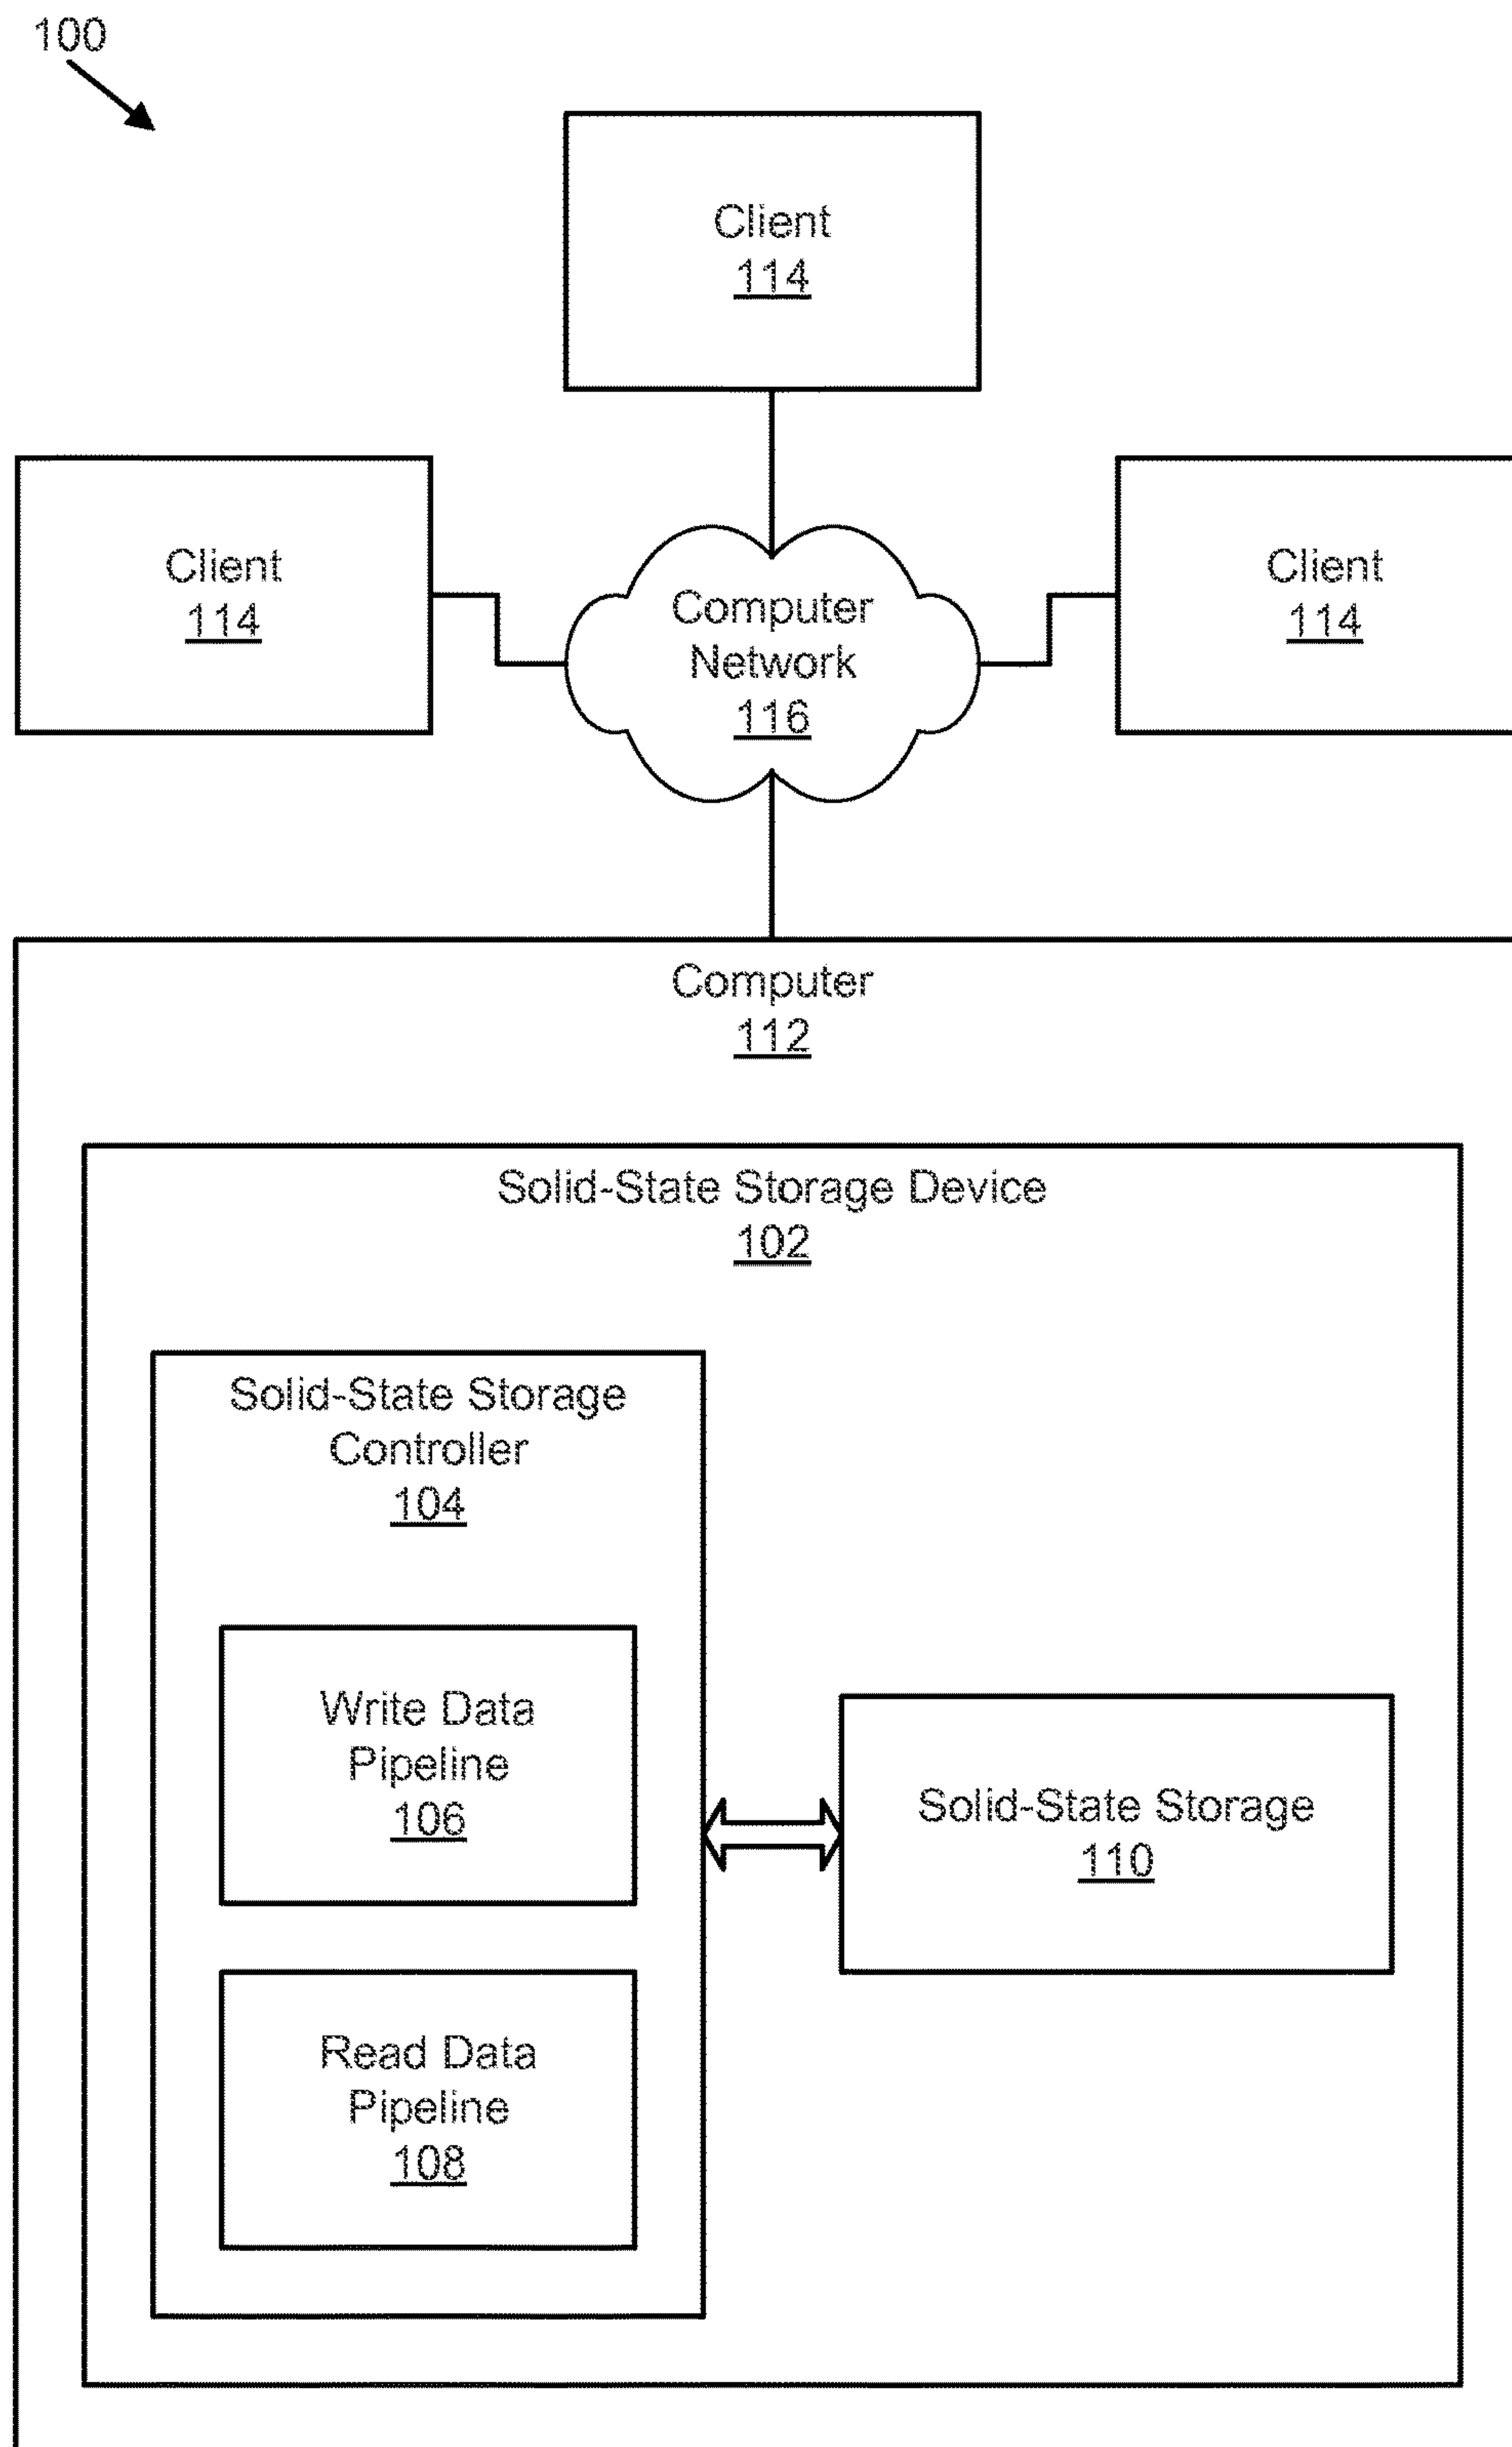 100
Client
114
Client
114
Computer
Network
116
Client
114
Computer
112
Solid-State Storage Device
102
Solid-State Storage
Controller
104
Write Data
Pipeline
106
Solid-State Storage
110
Read Data
Pipeline
108